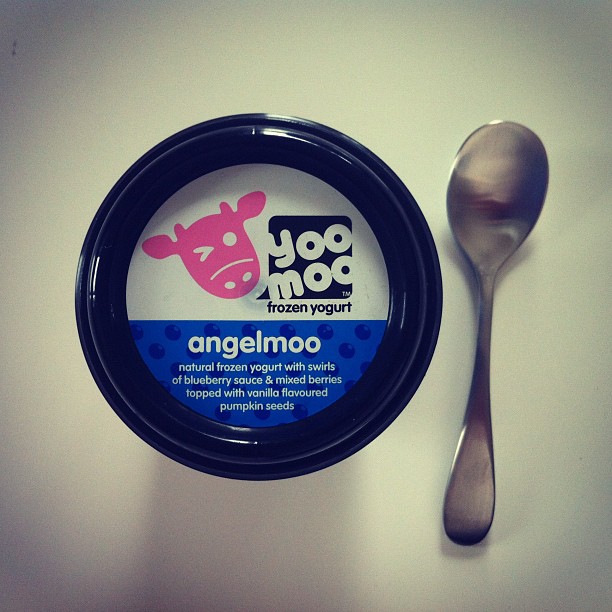 yoo
moo
TM
frozen yogurt
angelmoo
natural frozen yogurt with swirls
of blueberry sauce & mixed berries
topped with vanilla flavoured
pumpkin seeds